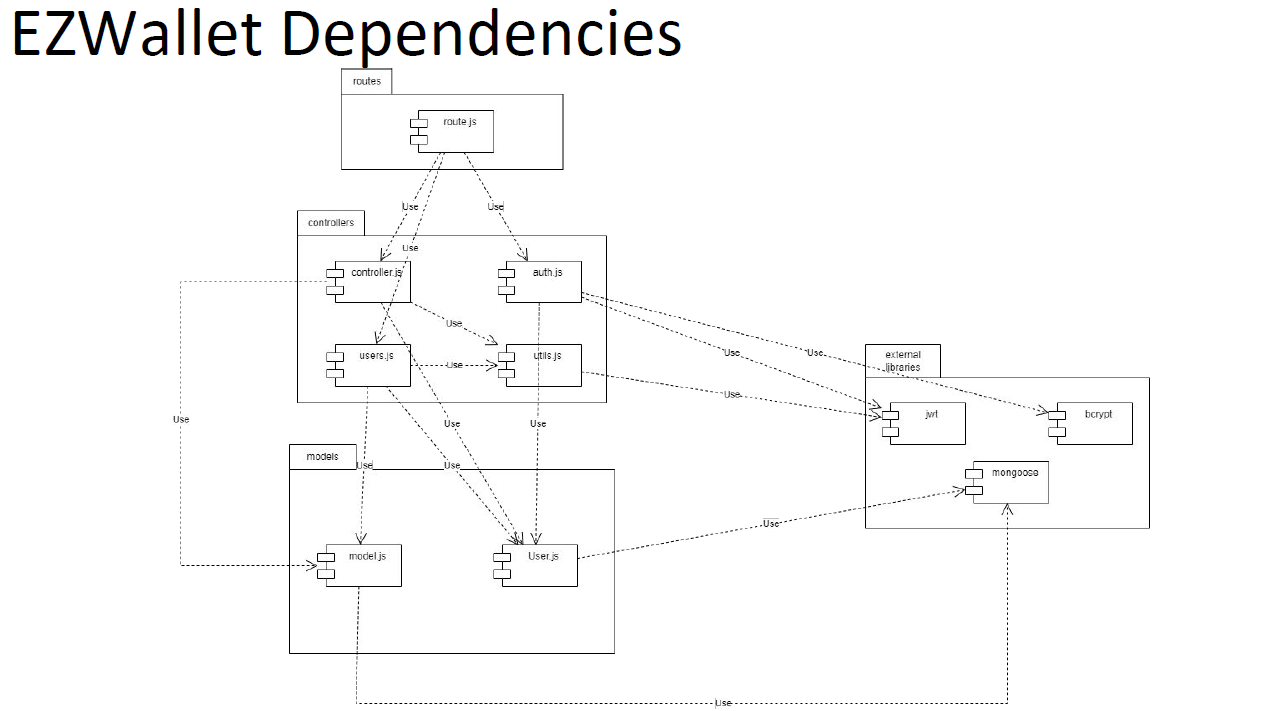 EZWallet Dependencies
routes
route.js
Use
Use
controllers
Use
controller.js
auth.js
Use
users.js
Use
utils.js
Use
Use
external
libraries
Use
jwt
bcrypt
Use
Use
Use
models
Use
Use
mongoose
Use
model.js
User.js
Use